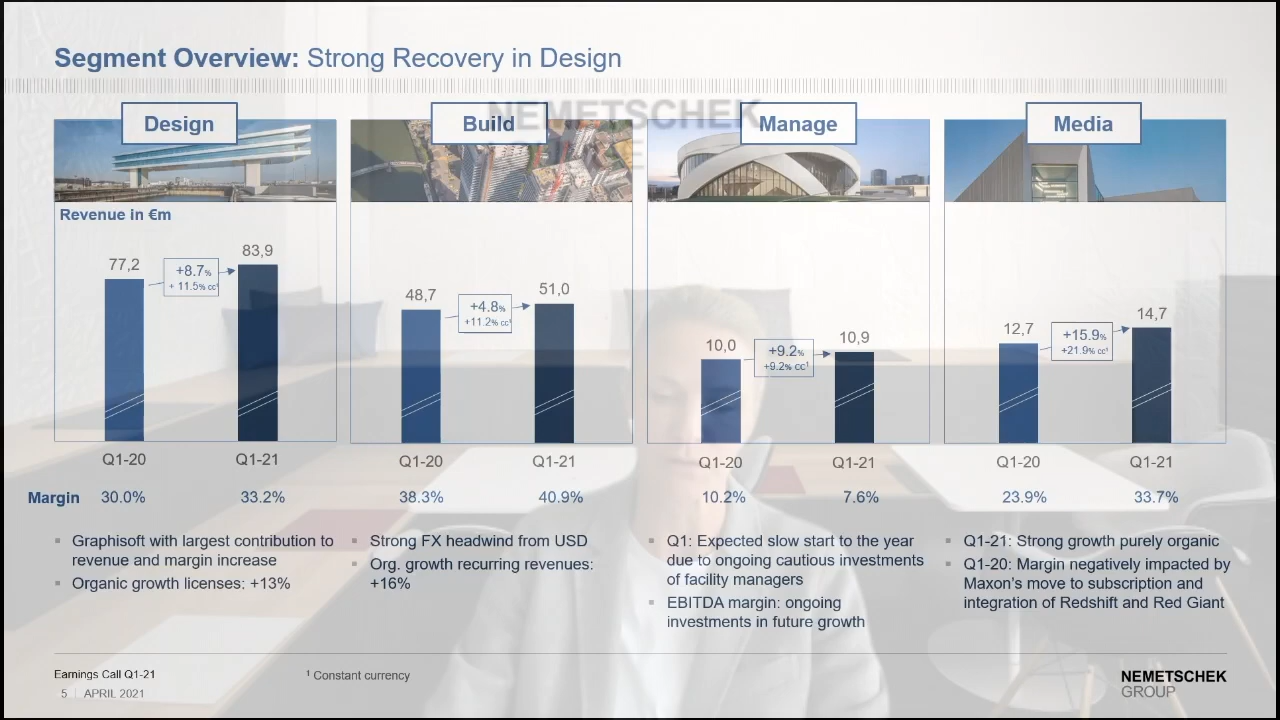 Segment Overview: Strong Recovery in Design
NEMETSCHEK
Design
Build
Manage
Media
Revenue in €m
77,2
+8.7%
+ 11.5% cc¹
83,9
48,7
+4.8%
+11.2% cc¹
51,0
10,0
+9.2%
+9.2% cc¹
10,9
12,7
+15.9%
+21.9% cc¹
14,7
Q1-20
Q1-21
Q1-20
Q1-21
Q1-20
Q1-21
Q1-20
Q1-21
Margin
30.0%
33.2%
38.3%
40.9%
10.2%
7.6%
23.9%
33.7%
Graphisoft with largest contribution to
revenue and margin increase
Organic growth licenses: +13%
Strong FX headwind from USD
Org. growth recurring revenues:
+16%
Q1: Expected slow start to the year
due to ongoing cautious investments
of facility managers
EBITDA margin: ongoing
investments in future growth
Q1-21: Strong growth purely organic
Q1-20: Margin negatively impacted by
Maxon's move to subscription and
integration of Redshift and Red Giant
Earnings Call Q1-21
¹ Constant currency
5 | APRIL 2021
NEMETSCHEK
GROUP